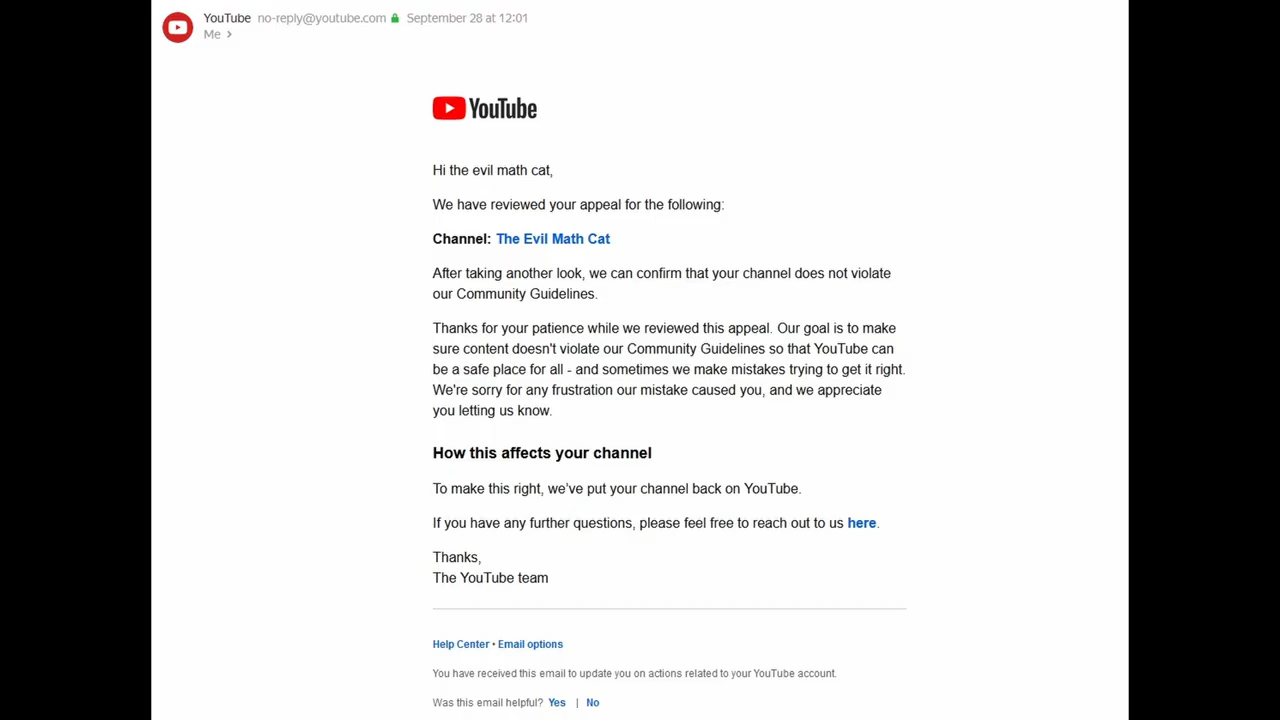 YouTube no-reply@youtube.com September 28 at 12:01
Me >
YouTube
Hi the evil math cat,
We have reviewed your appeal for the following:
Channel: The Evil Math Cat
After taking another look, we can confirm that your channel does not violate
our Community Guidelines.
Thanks for your patience while we reviewed this appeal. Our goal is to make
sure content doesn't violate our Community Guidelines so that YouTube can
be a safe place for all - and sometimes we make mistakes trying to get it right.
We're sorry for any frustration our mistake caused you, and we appreciate
you letting us know.
How this affects your channel
To make this right, we’ve put your channel back on YouTube.
If you have any further questions, please feel free to reach out to us here.
Thanks,
The YouTube team
Help Center • Email options
You have received this email to update you on actions related to your YouTube account.
Was this email helpful? Yes | No